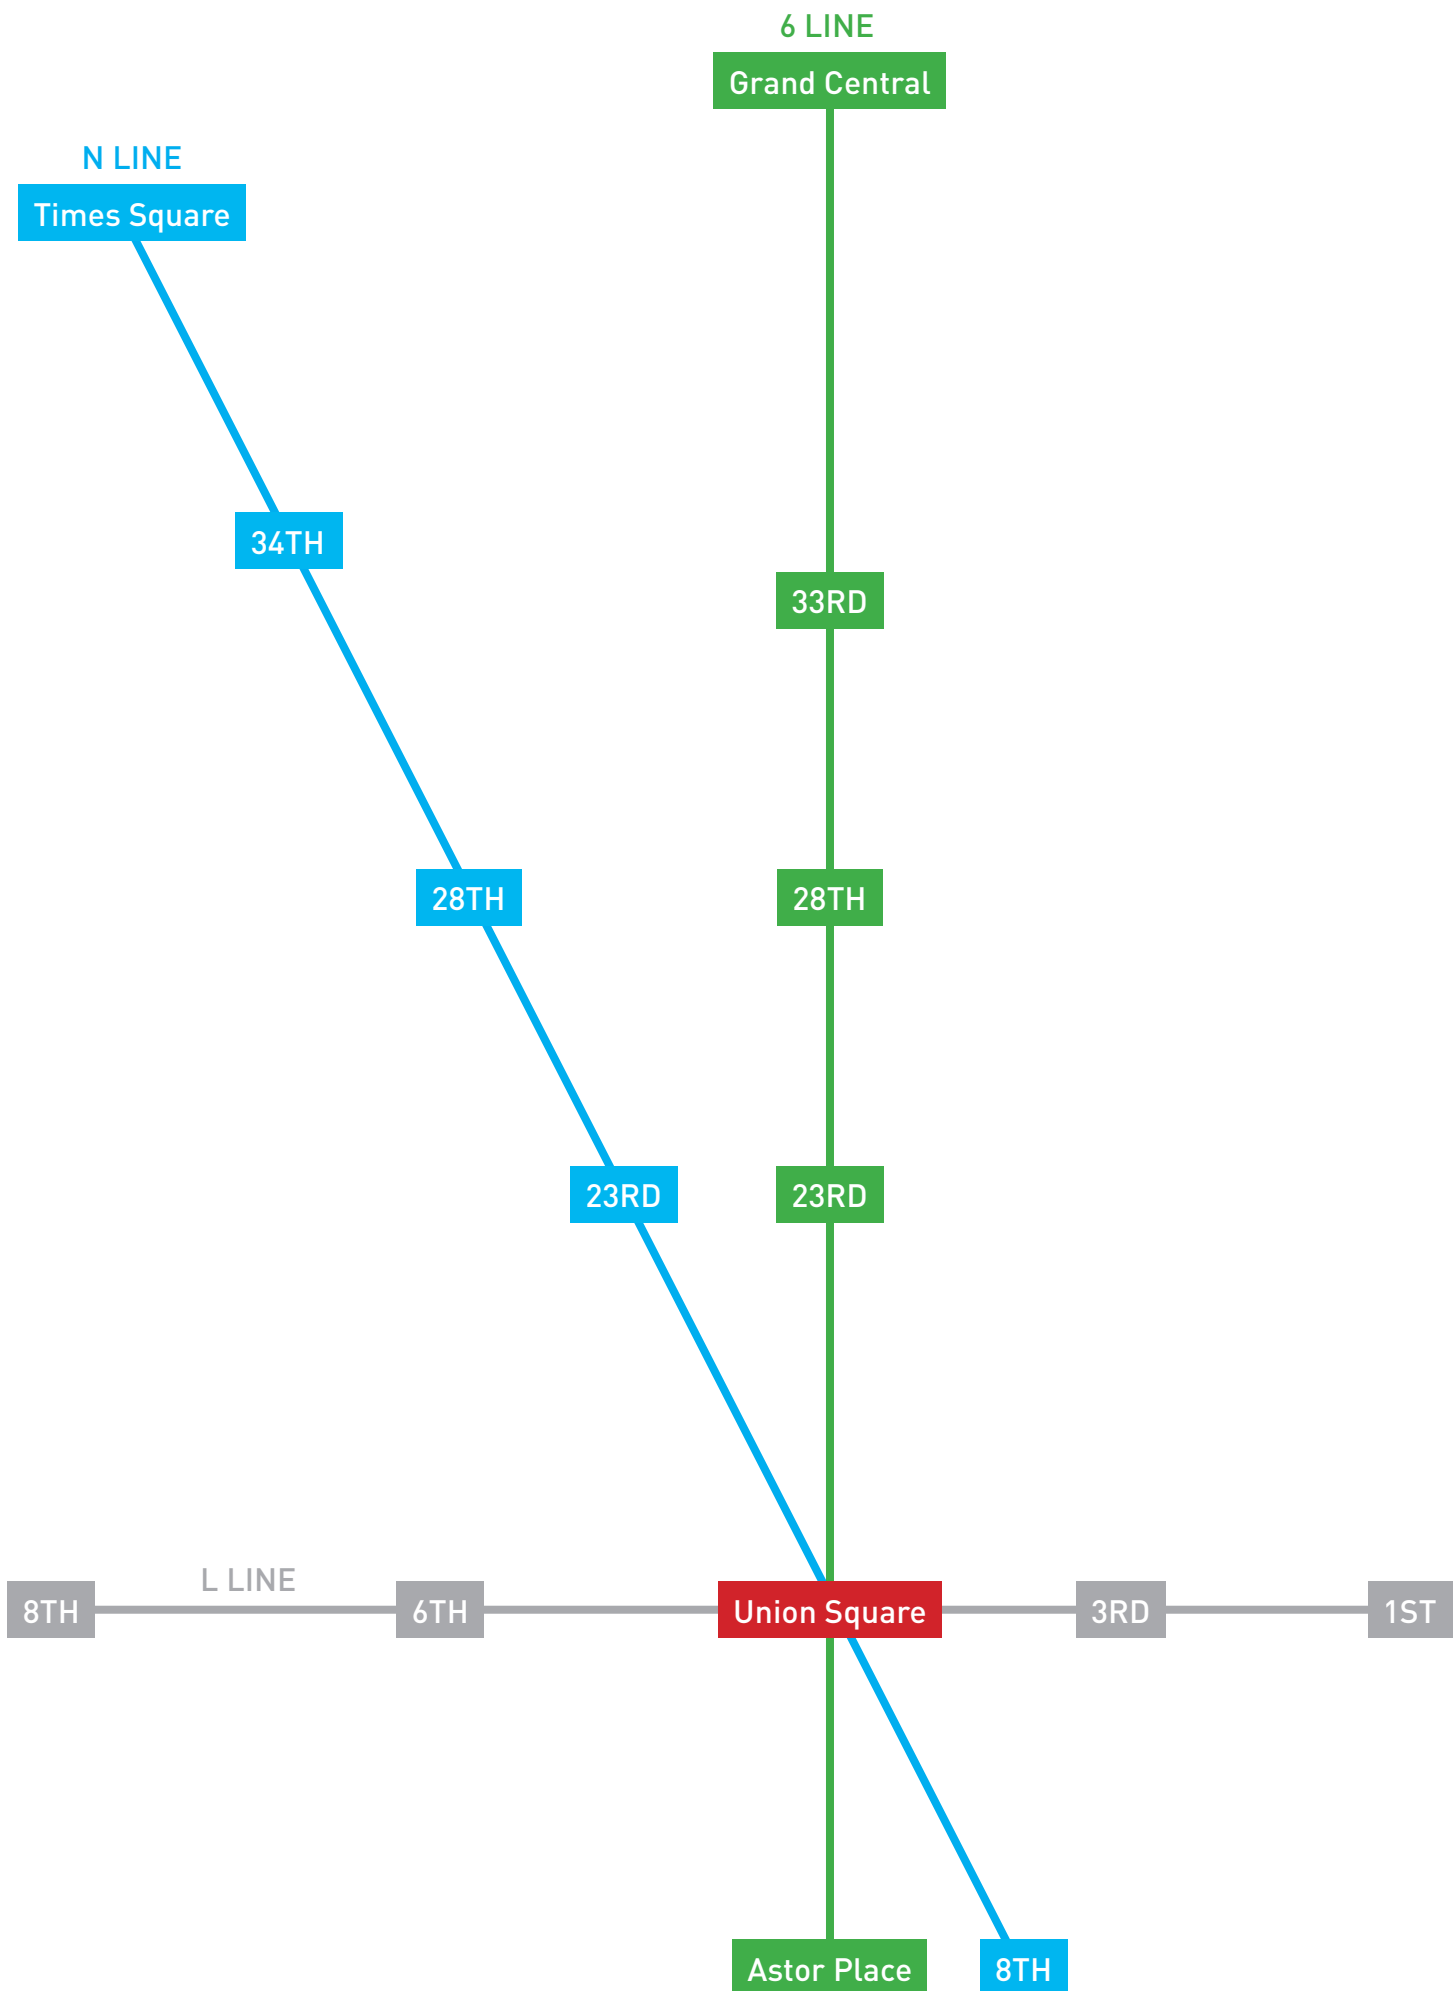 6 LINE
Grand Central
N LINE
Times Square
34TH
33RD
28TH
28TH
23RD
23RD
L LINE
8TH
6TH
Union Square
3RD
1ST
Astor Place
8TH